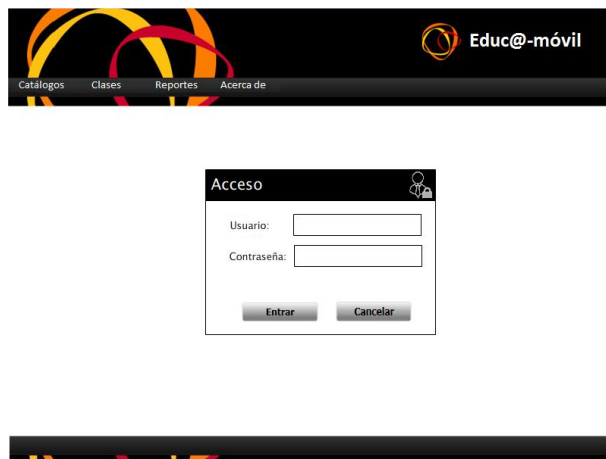 Educ@-móvil
Catálogos Clases Reportes Acerca de
Acceso
Usuario:
Contraseña:
Entrar Cancelar